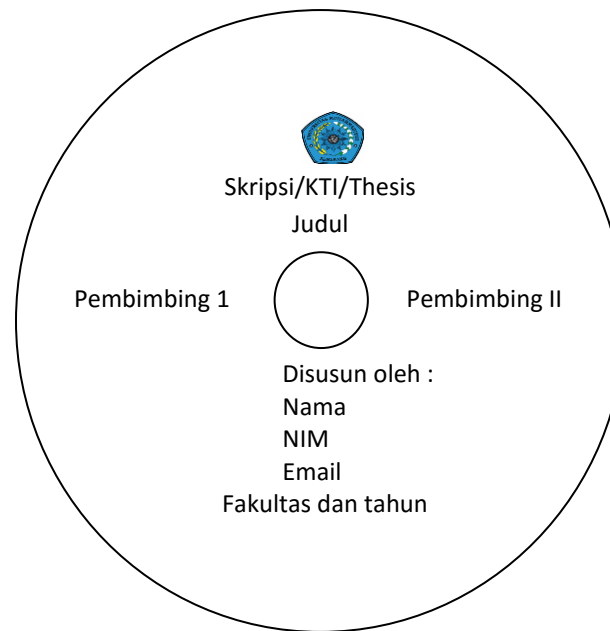 Skripsi/KTI/Thesis
Judul
Pembimbing 1
Pembimbing II
Disusun oleh :
Nama
NIM
Email
Fakultas dan tahun